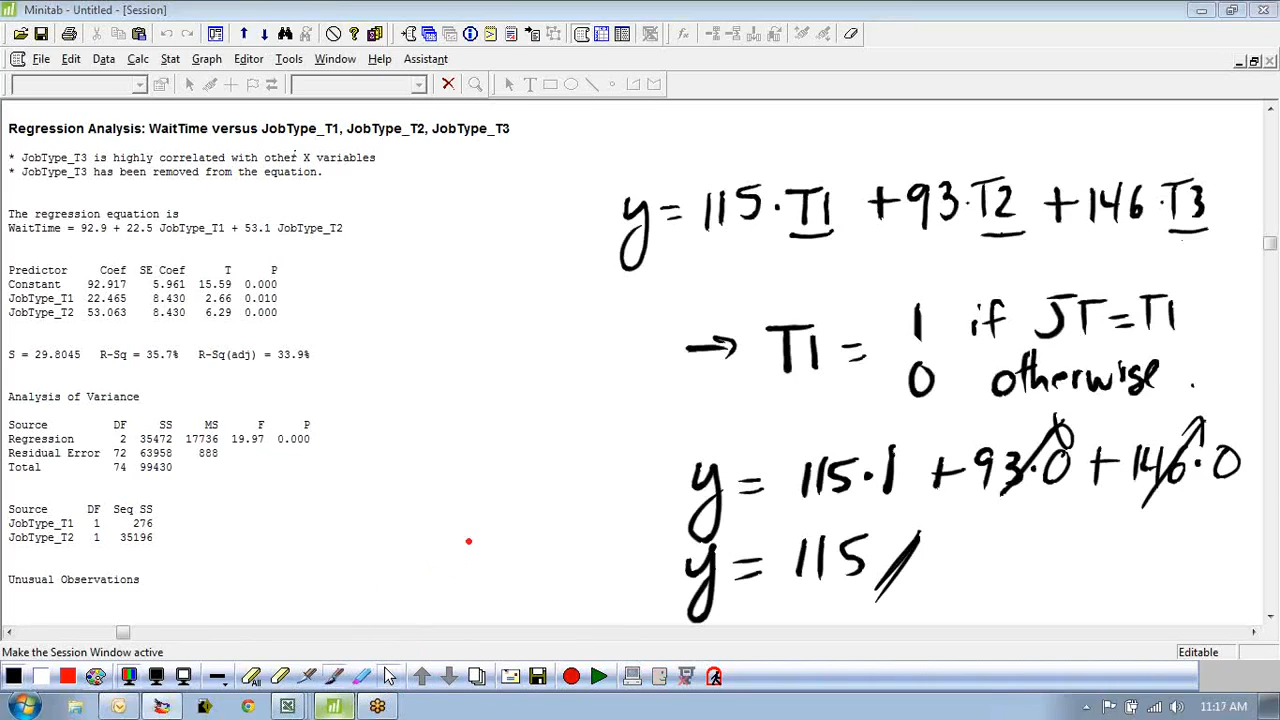 Minitab - Untitled - [Session]
File Edit Data Calc Stat Graph Editor Tools Window Help Assistant
Regression Analysis: WaitTime versus JobType_T1, JobType_T2, JobType_T3
* JobType_T3 is highly correlated with other X variables
* JobType_T3 has been removed from the equation.
The regression equation is
WaitTime = 92.9 + 22.5 JobType_T1 + 53.1 JobType_T2
Predictor Coef SE Coef T P
Constant 92.917 5.961 15.59 0.000
JobType_T1 22.465 8.430 2.66 0.010
JobType_T2 53.063 8.430 6.29 0.000
S = 29.8045 R-Sq = 35.7% R-Sq(adj) = 33.9%
Analysis of Variance
Source DF SS MS F P
Regression 2 35472 17736 19.97 0.000
Residual Error 72 63958 888
Total 74 99430
Source DF Seq SS
JobType_T1 1 276
JobType_T2 1 35196
Unusual Observations
y = 115·T1 + 93·T2 + 146·T3
→ T1 = 1 if JT=T1
0 otherwise.
y = 115·1 + 93·0 + 146·0
y = 115
Make the Session Window active
Editable
11:17 AM